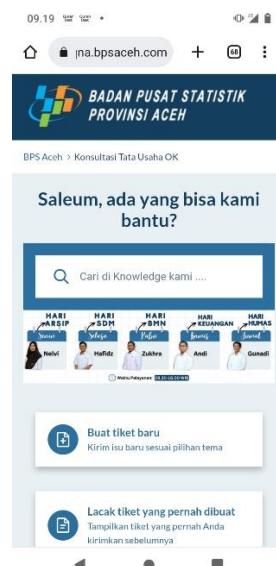 09.19
68
na.bpsaceh.com
BADAN PUSAT STATISTIK
PROVINSI ACEH
BPS Aceh > Konsultasi Tata Usaha OK
Saleum, ada yang bisa kami
bantu?
Cari di Knowledge kami ....
HARI ARSIP
Senin
Nelvi
HARI SDM
Selasa
Hafidz
HARI BMN
Rabu
Zukhra
HARI KEUANGAN
Kamis
Andi
HARI HUMAS
Jumat
Gunadi
Waktu Pelayanan:
Buat tiket baru
Kirim isu baru sesuai pilihan tema
Lacak tiket yang pernah dibuat
Tampilkan tiket yang pernah Anda
kirimkan sebelumnya